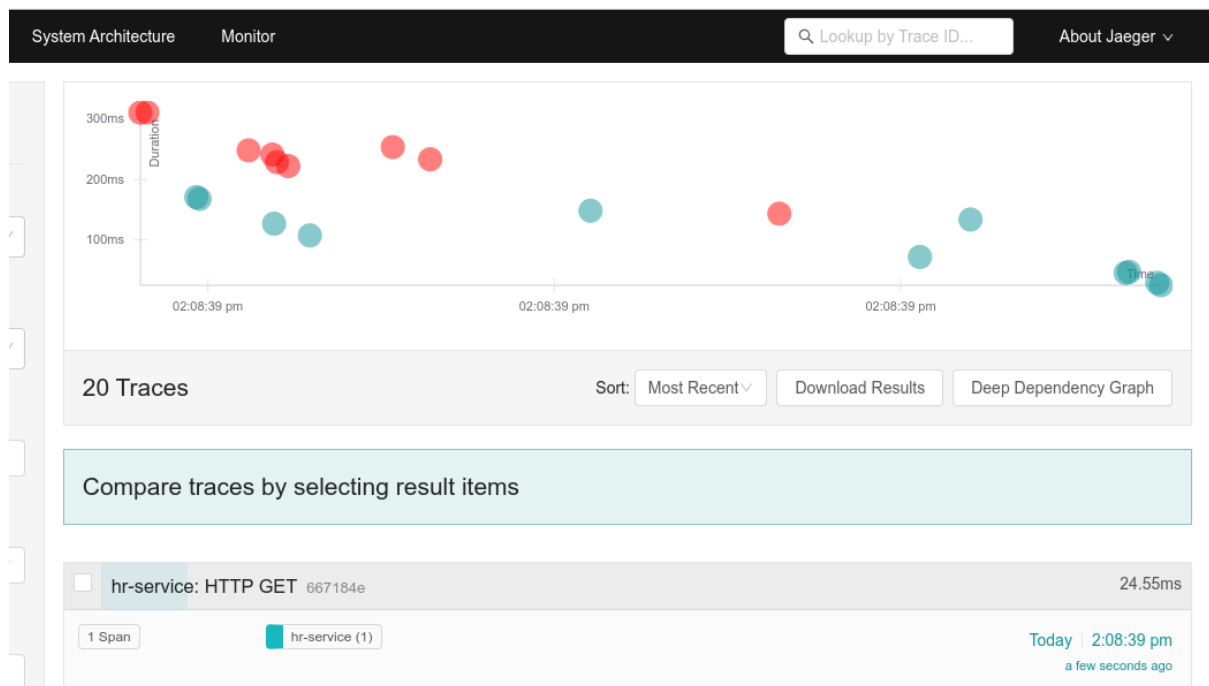 System Architecture Monitor Lookup by Trace ID... About Jaeger
300ms
Duration
200ms
100ms
Time
02:08:39 pm 02:08:39 pm 02:08:39 pm
20 Traces Sort: Most Recent Download Results Deep Dependency Graph
Compare traces by selecting result items
hr-service: HTTP GET 667184e 24.55ms
1 Span hr-service (1) Today 2:08:39 pm
a few seconds ago